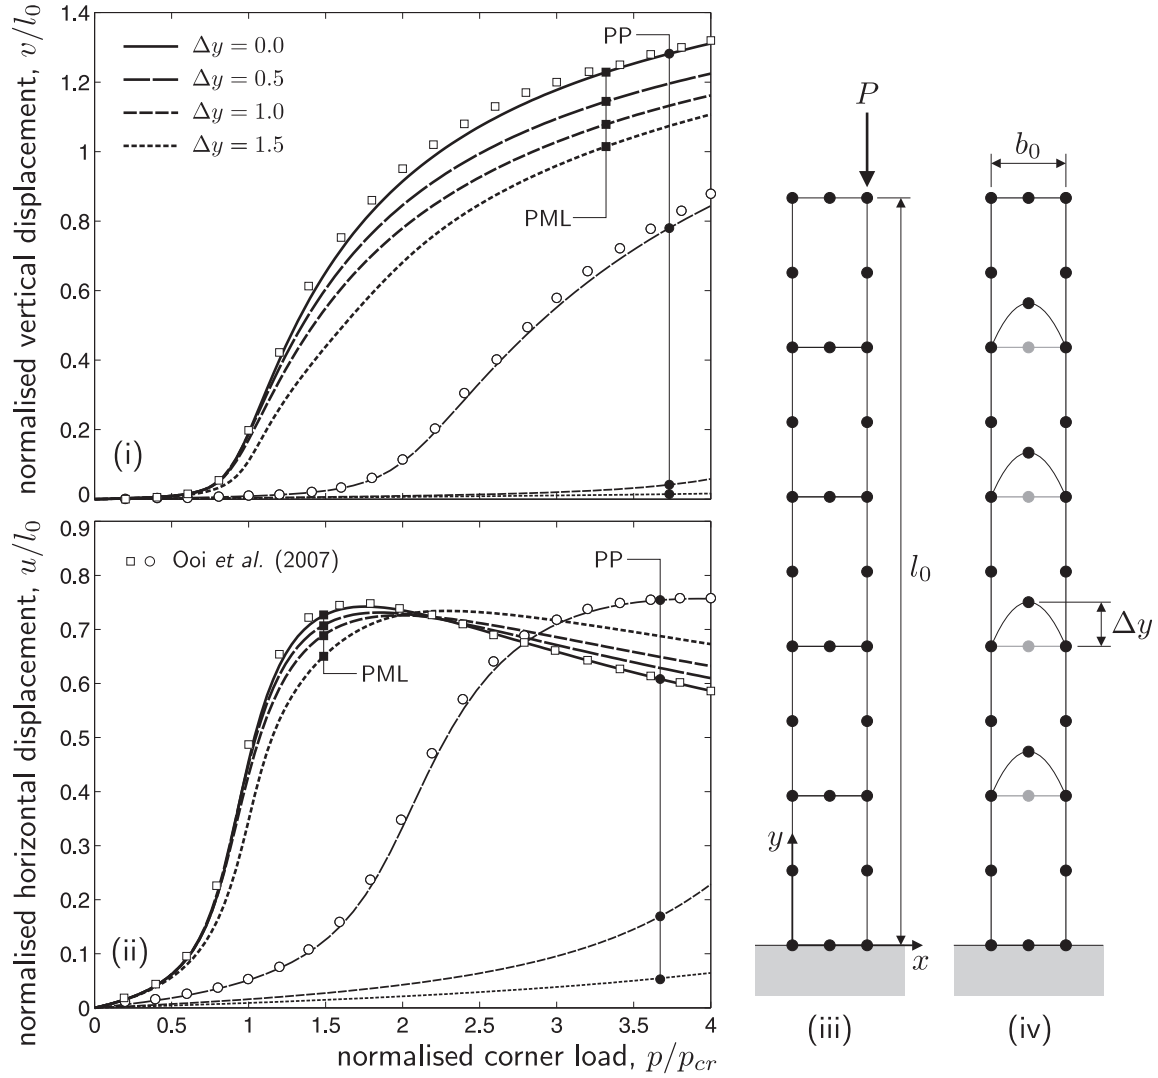 normalised vertical displacement, v/l₀
1.4
1.2
1
0.8
0.6
0.4
0.2
0
Δy = 0.0
Δy = 0.5
Δy = 1.0
Δy = 1.5
PP
PML
(i)
normalised horizontal displacement, u/l₀
0.9
0.8
0.7
0.6
0.5
0.4
0.3
0.2
0.1
0
Ooi et al. (2007)
PP
PML
(ii)
0 0.5 1 1.5 2 2.5 3 3.5 4
normalised corner load, p/p_cr
P
l₀
y
x
(iii)
b₀
Δy
(iv)